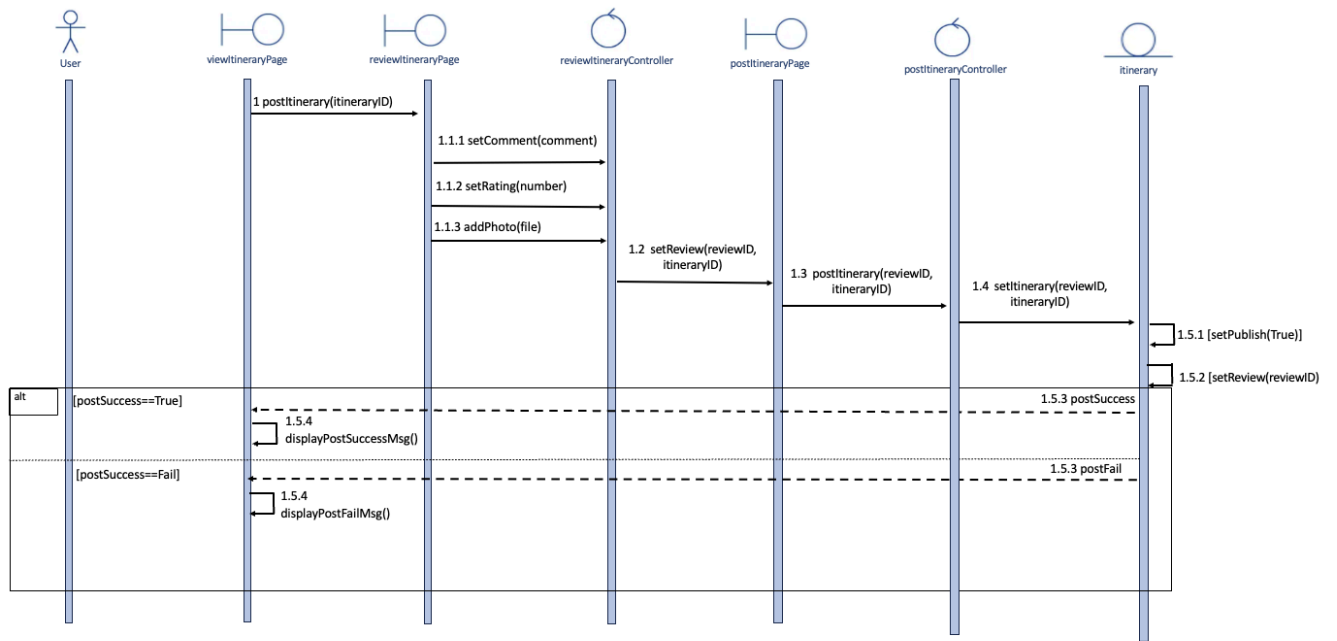 User
viewItineraryPage
reviewItineraryPage
reviewItineraryController
postItineraryPage
postItineraryController
itinerary
1 postItinerary(itineraryID)
1.1.1 setComment(comment)
1.1.2 setRating(number)
1.1.3 addPhoto(file)
1.2 setReview(reviewID,
itineraryID)
1.3 postItinerary(reviewID,
itineraryID)
1.4 setItinerary(reviewID,
itineraryID)
1.5.1 [setPublish(True)]
1.5.2 [setReview(reviewID)
alt
[postSuccess==True]
1.5.3 postSuccess
1.5.4
displayPostSuccessMsg()
[postSuccess==Fail]
1.5.3 postFail
1.5.4
displayPostFailMsg()